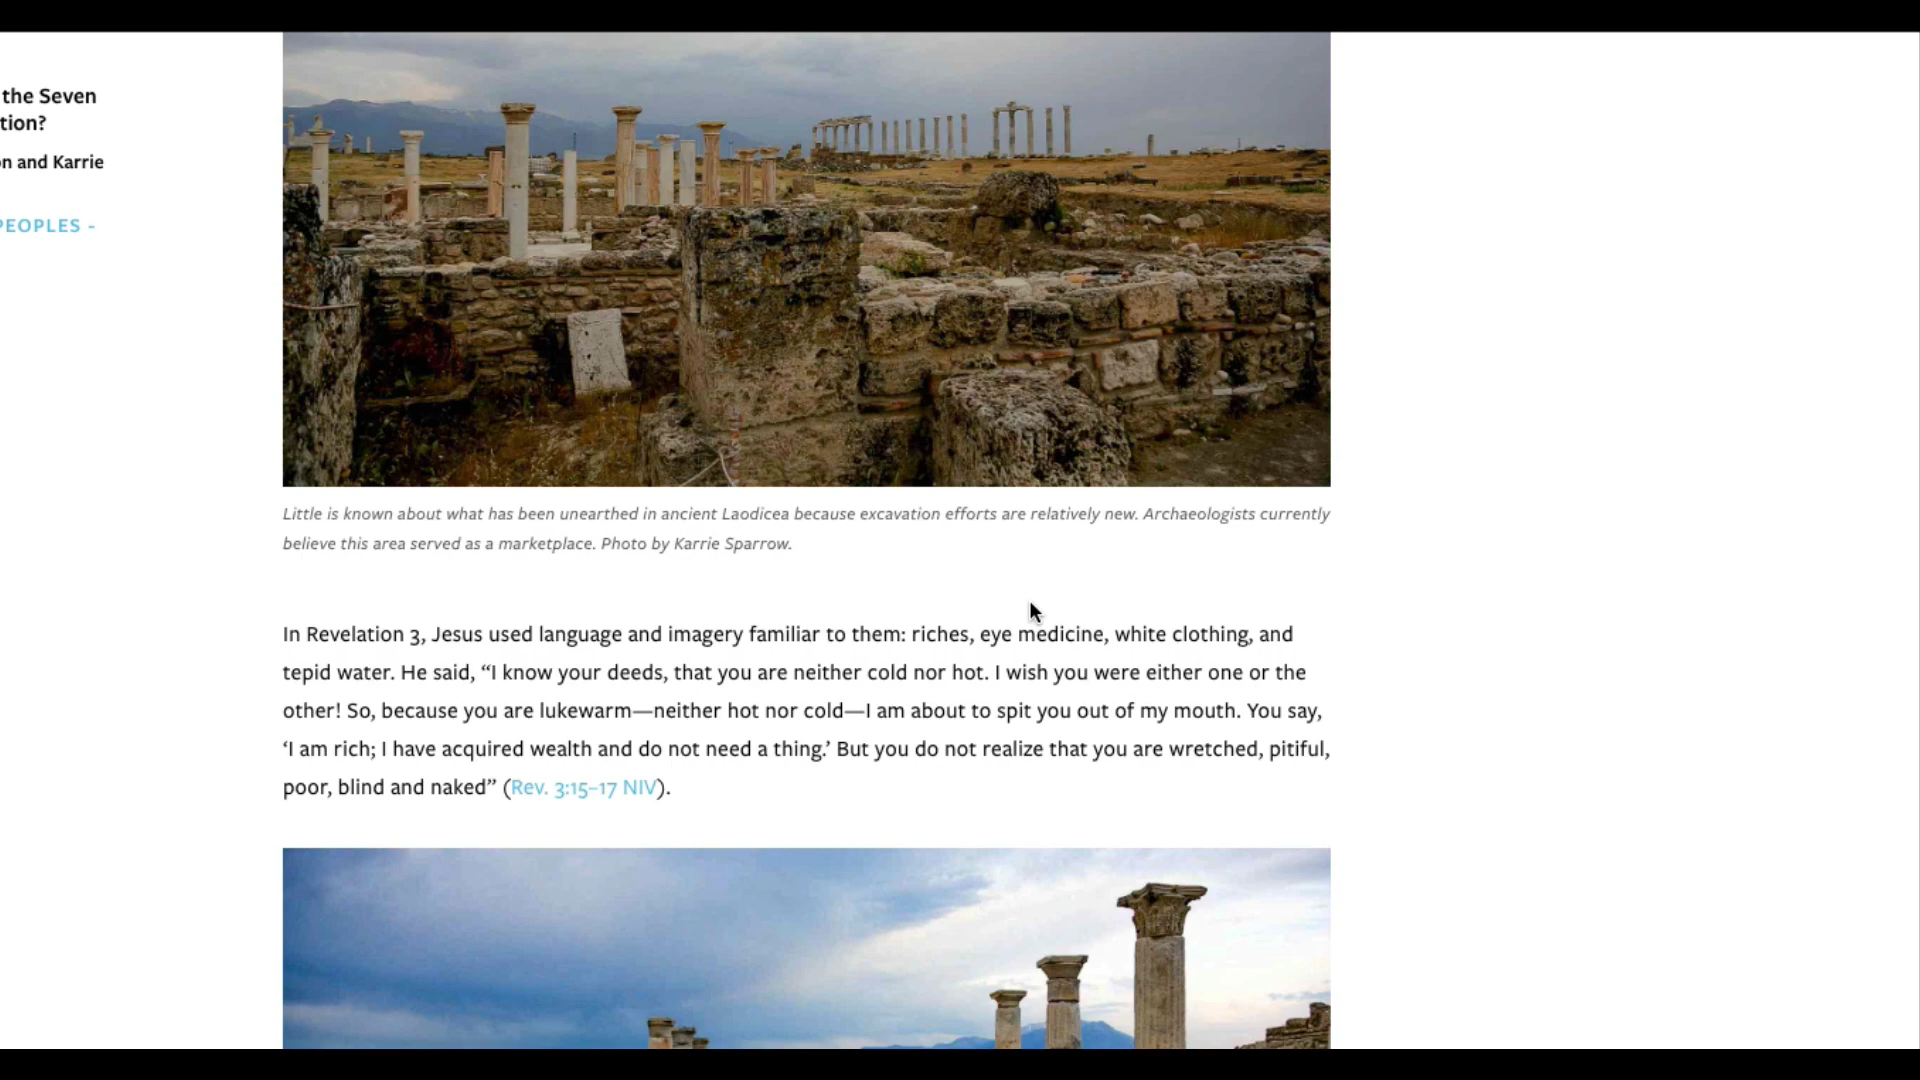 the Seven
tion?
on and Karrie
PEOPLES -
Little is known about what has been unearthed in ancient Laodicea because excavation efforts are relatively new. Archaeologists currently
believe this area served as a marketplace. Photo by Karrie Sparrow.
In Revelation 3, Jesus used language and imagery familiar to them: riches, eye medicine, white clothing, and
tepid water. He said, “I know your deeds, that you are neither cold nor hot. I wish you were either one or the
other! So, because you are lukewarm—neither hot nor cold—I am about to spit you out of my mouth. You say,
‘I am rich; I have acquired wealth and do not need a thing.’ But you do not realize that you are wretched, pitiful,
poor, blind and naked” (Rev. 3:15–17 NIV).